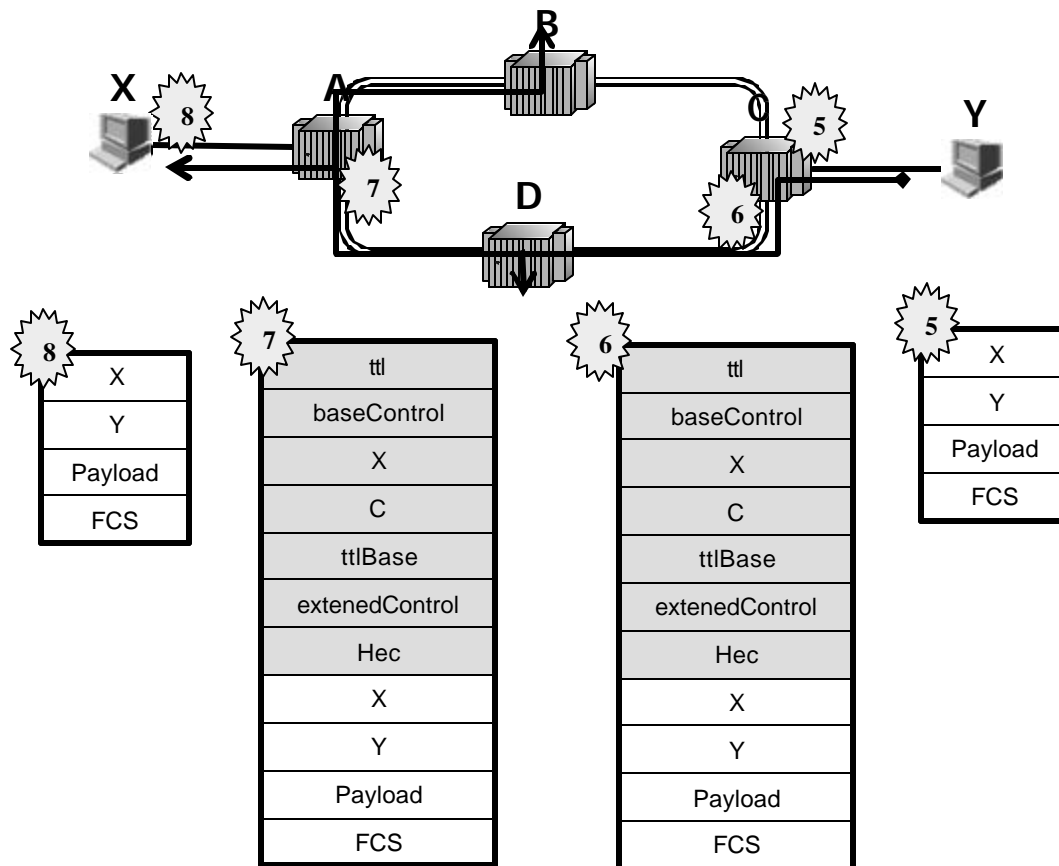 B
X
A
8
C
5
Y
7
D
6
8
X
Y
Payload
FCS
7
ttl
baseControl
X
C
ttlBase
extenedControl
Hec
X
Y
Payload
FCS
6
ttl
baseControl
X
C
ttlBase
extenedControl
Hec
X
Y
Payload
FCS
5
X
Y
Payload
FCS